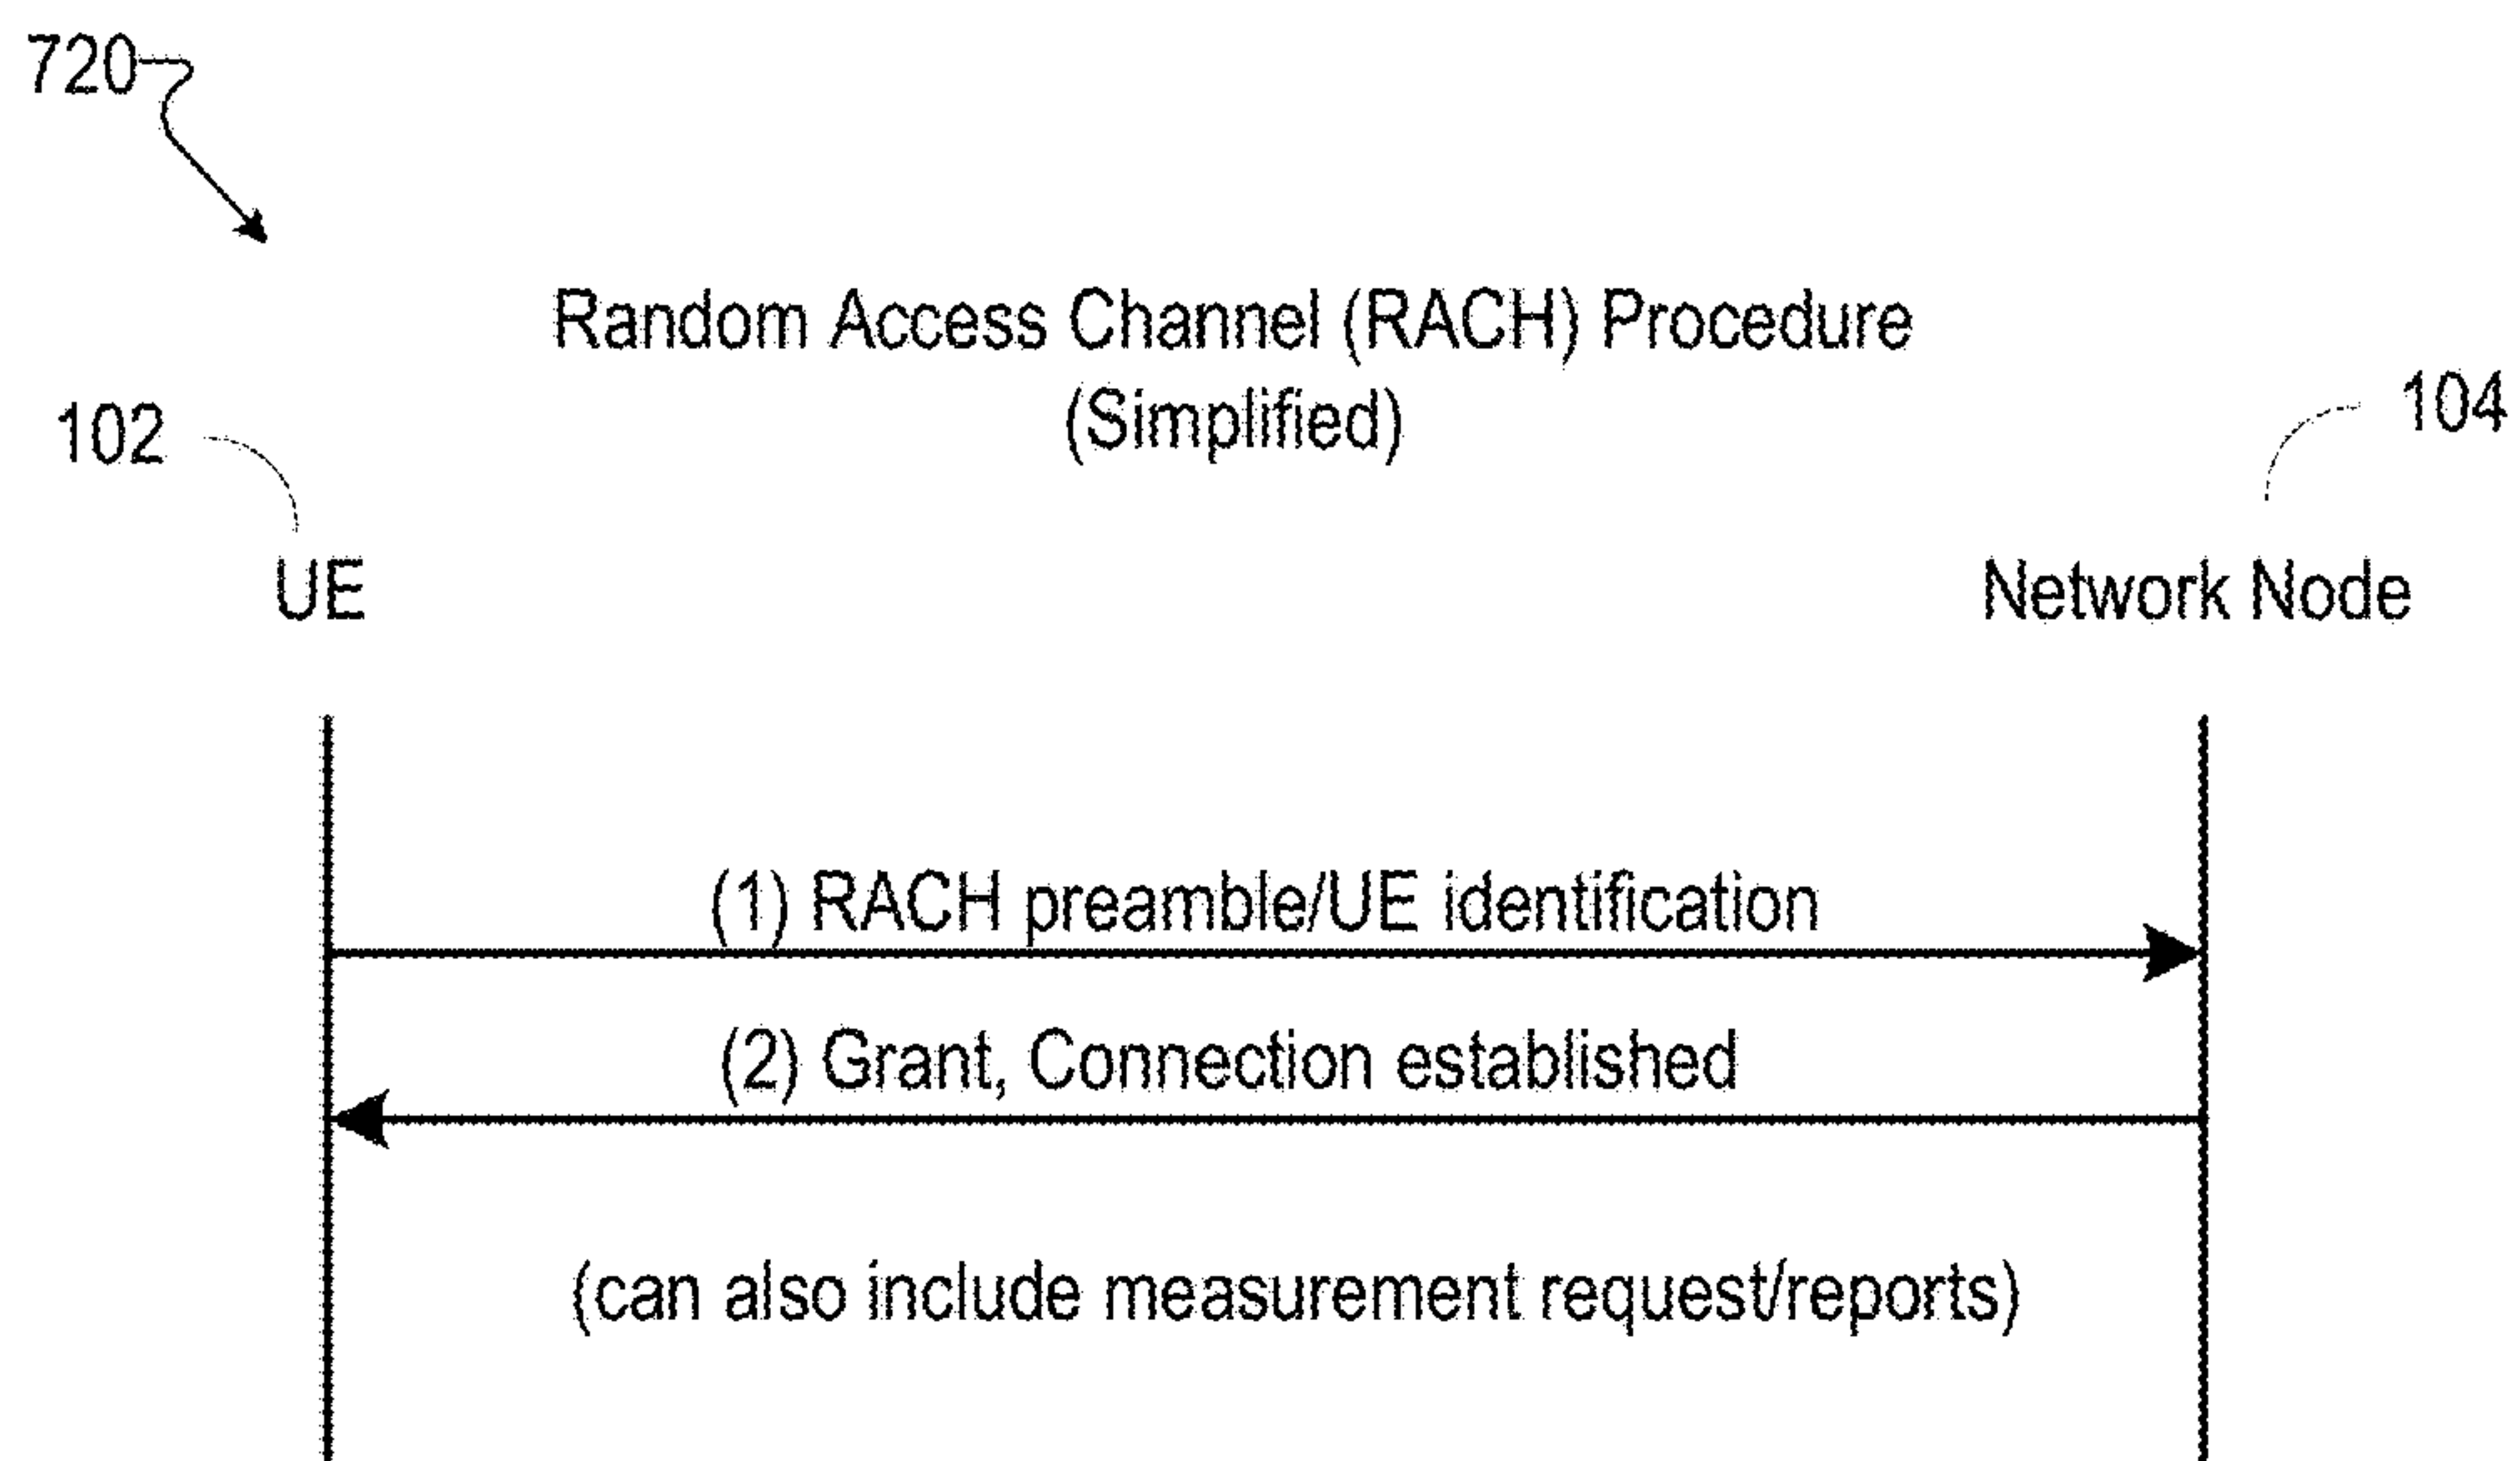 720
Random Access Channel (RACH) Procedure
(Simplified)
102
104
UE
Network Node
(1) RACH preamble/UE identification
(2) Grant, Connection established
(can also include measurement request/reports)